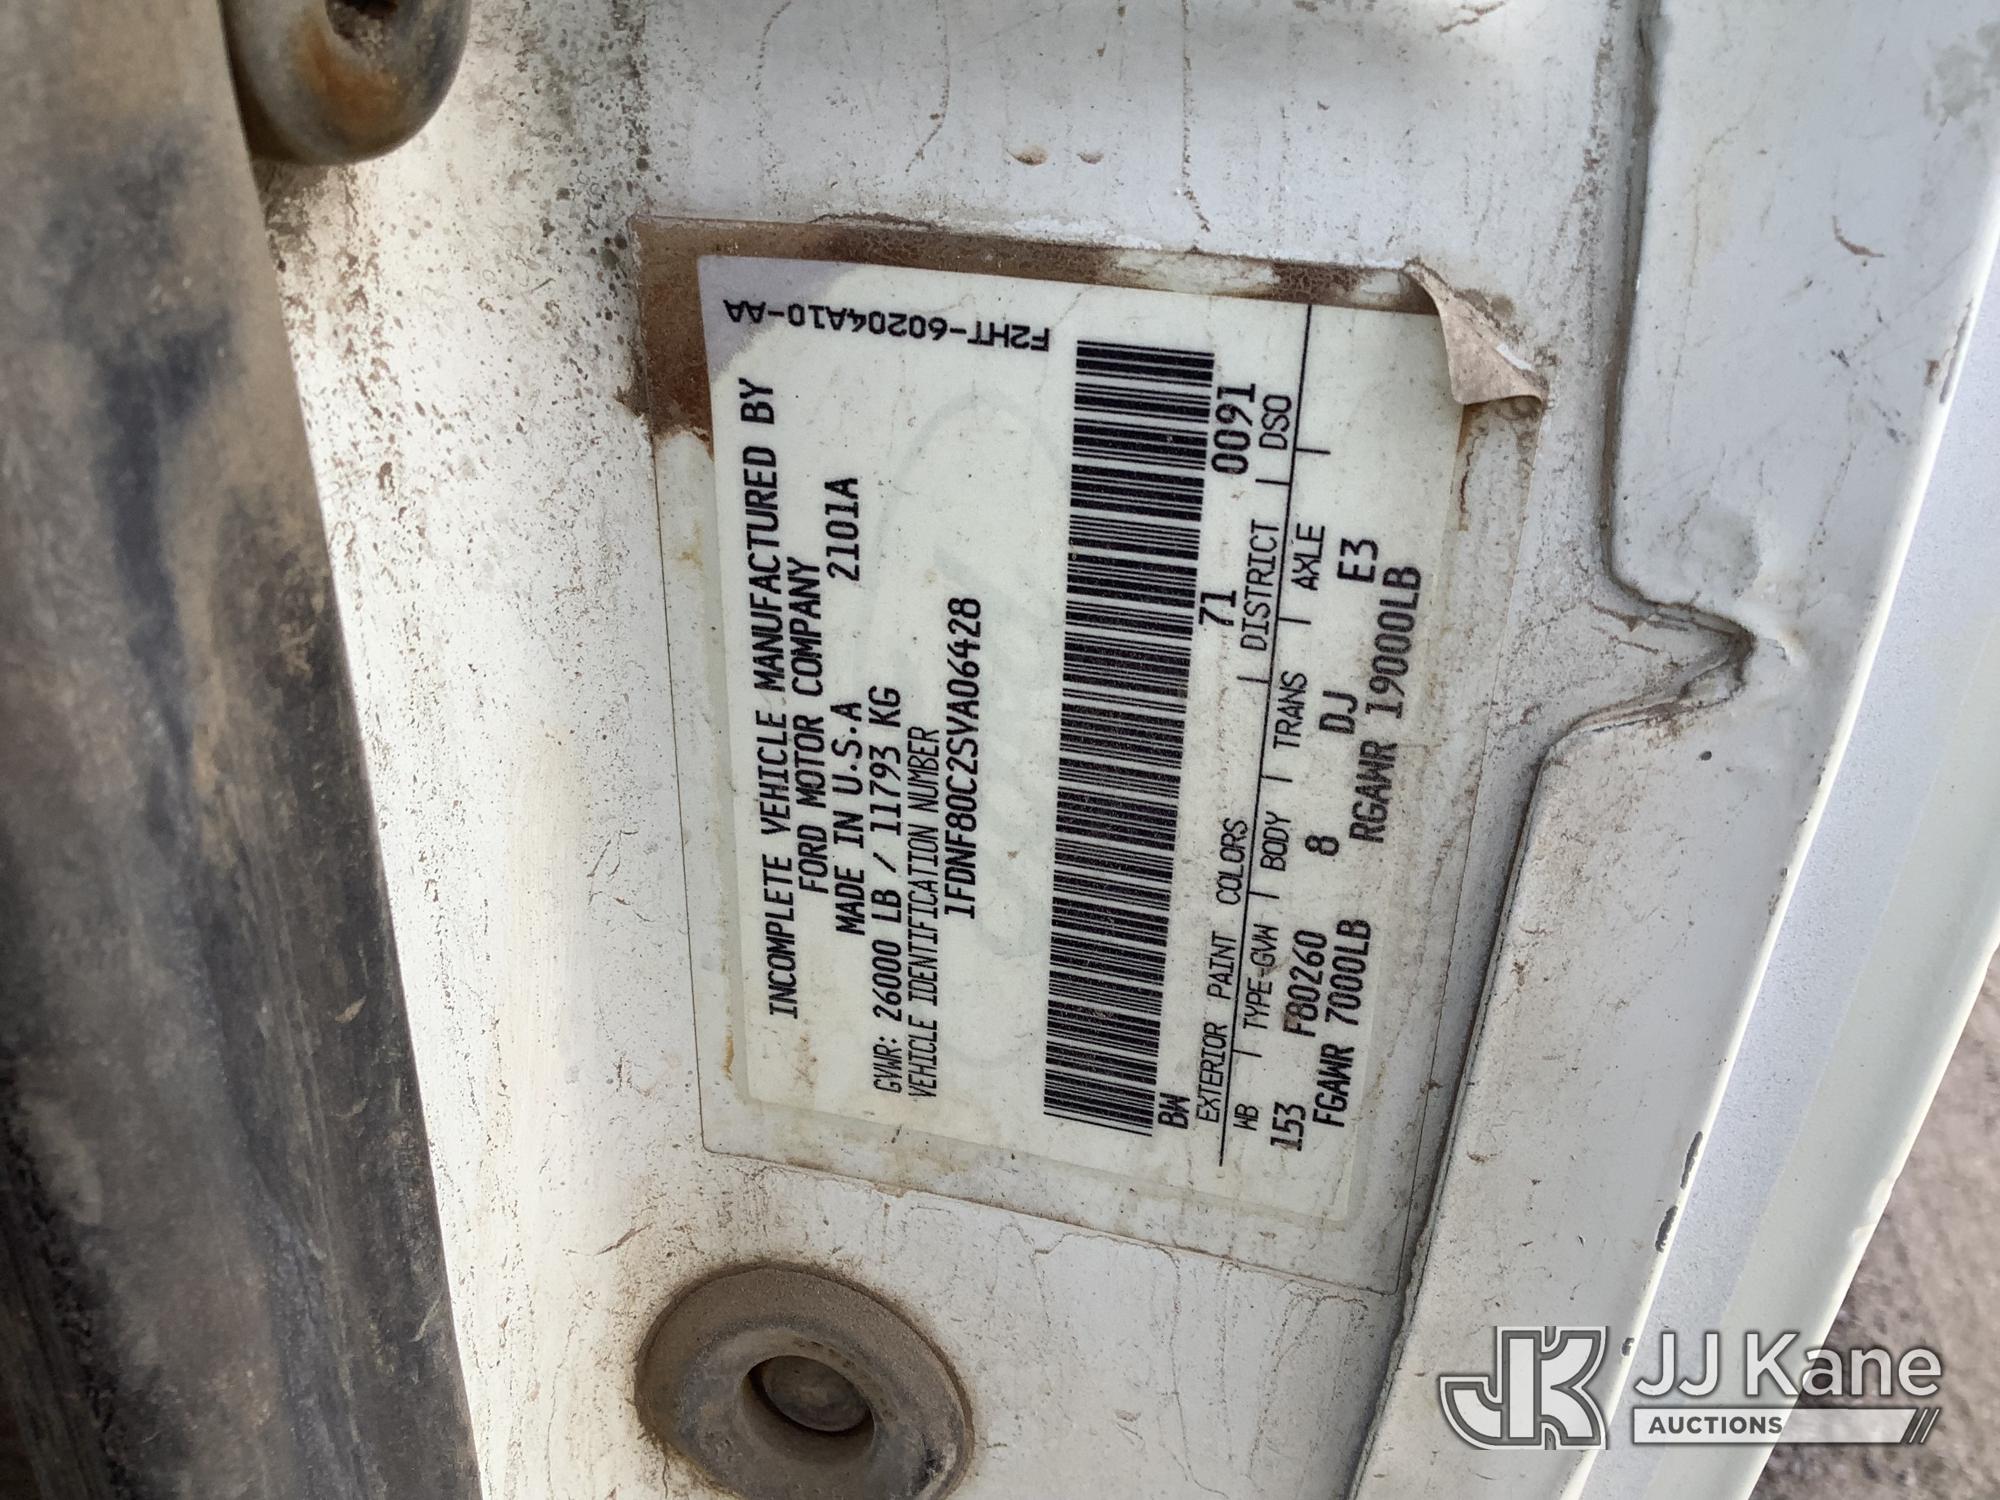 F2HT-60204A10-AA
INCOMPLETE VEHICLE MANUFACTURED BY
FORD MOTOR COMPANY
MADE IN U.S.A 2101A
GVWR: 26000 LB / 11793 KG
VEHICLE IDENTIFICATION NUMBER
1FDNF80C2SVA06428
BW 71 0091
EXTERIOR PAINT COLORS DISTRICT DSO
WB TYPE-GVW BODY TRANS AXLE
153 F80260 8 DJ E3
FGAWR 7000LB RGAWR 19000LB
JK JJ Kane
AUCTIONS